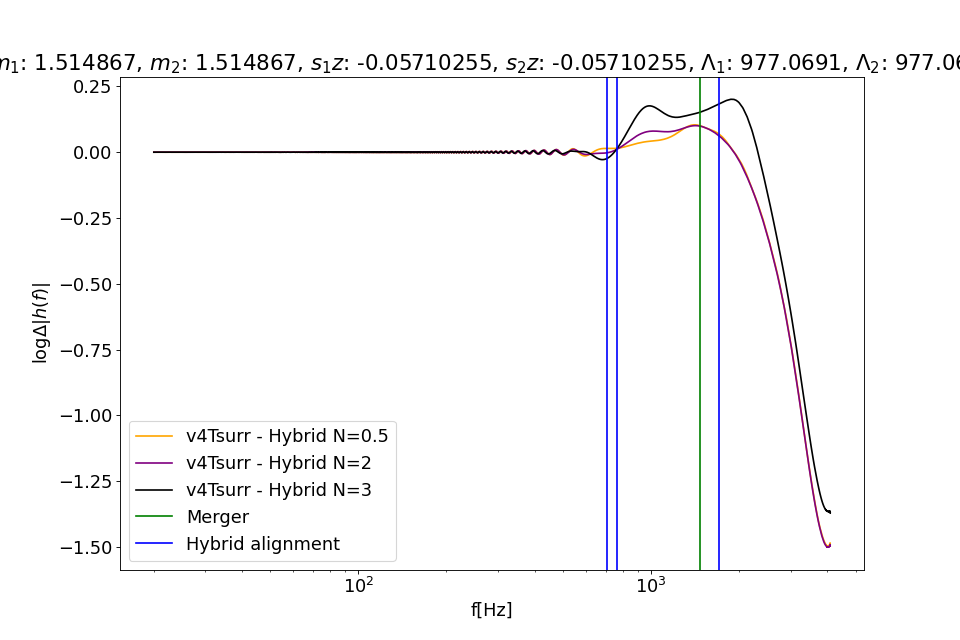 m₁: 1.514867, m₂: 1.514867, s₁z: -0.05710255, s₂z: -0.05710255, Λ₁: 977.0691, Λ₂: 977.06
logΔ|h(f)|
0.25
0.00
−0.25
−0.50
−0.75
−1.00
−1.25
−1.50
v4Tsurr - Hybrid N=0.5
v4Tsurr - Hybrid N=2
v4Tsurr - Hybrid N=3
Merger
Hybrid alignment
10² 10³
f[Hz]